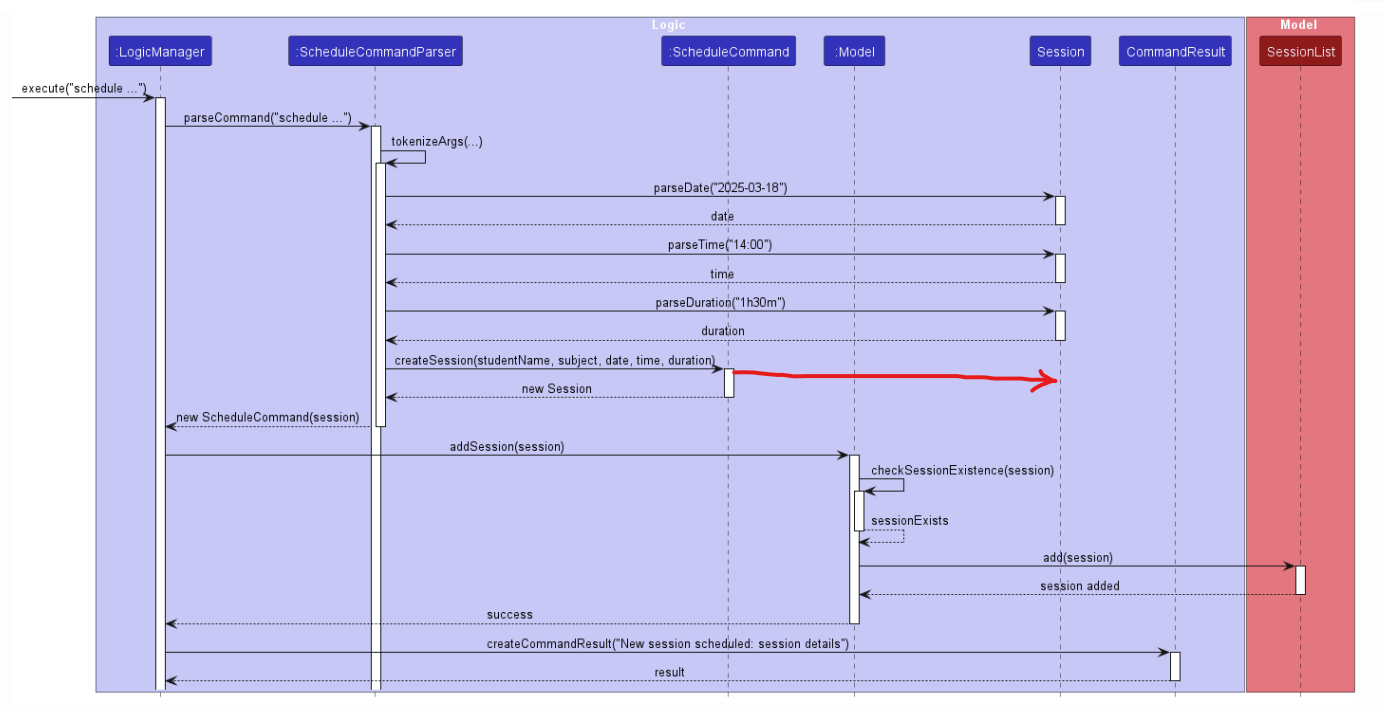 Logic
Model
:LogicManager
:ScheduleCommandParser
:ScheduleCommand
:Model
Session
CommandResult
SessionList
execute("schedule ...")
parseCommand("schedule ...")
tokenizeArgs(...)
parseDate("2025-03-18")
date
parseTime("14:00")
time
parseDuration("1h30m")
duration
createSession(studentName, subject, date, time, duration)
new Session
new ScheduleCommand(session)
addSession(session)
checkSessionExistence(session)
sessionExists
add(session)
session added
success
createCommandResult("New session scheduled: session details")
result